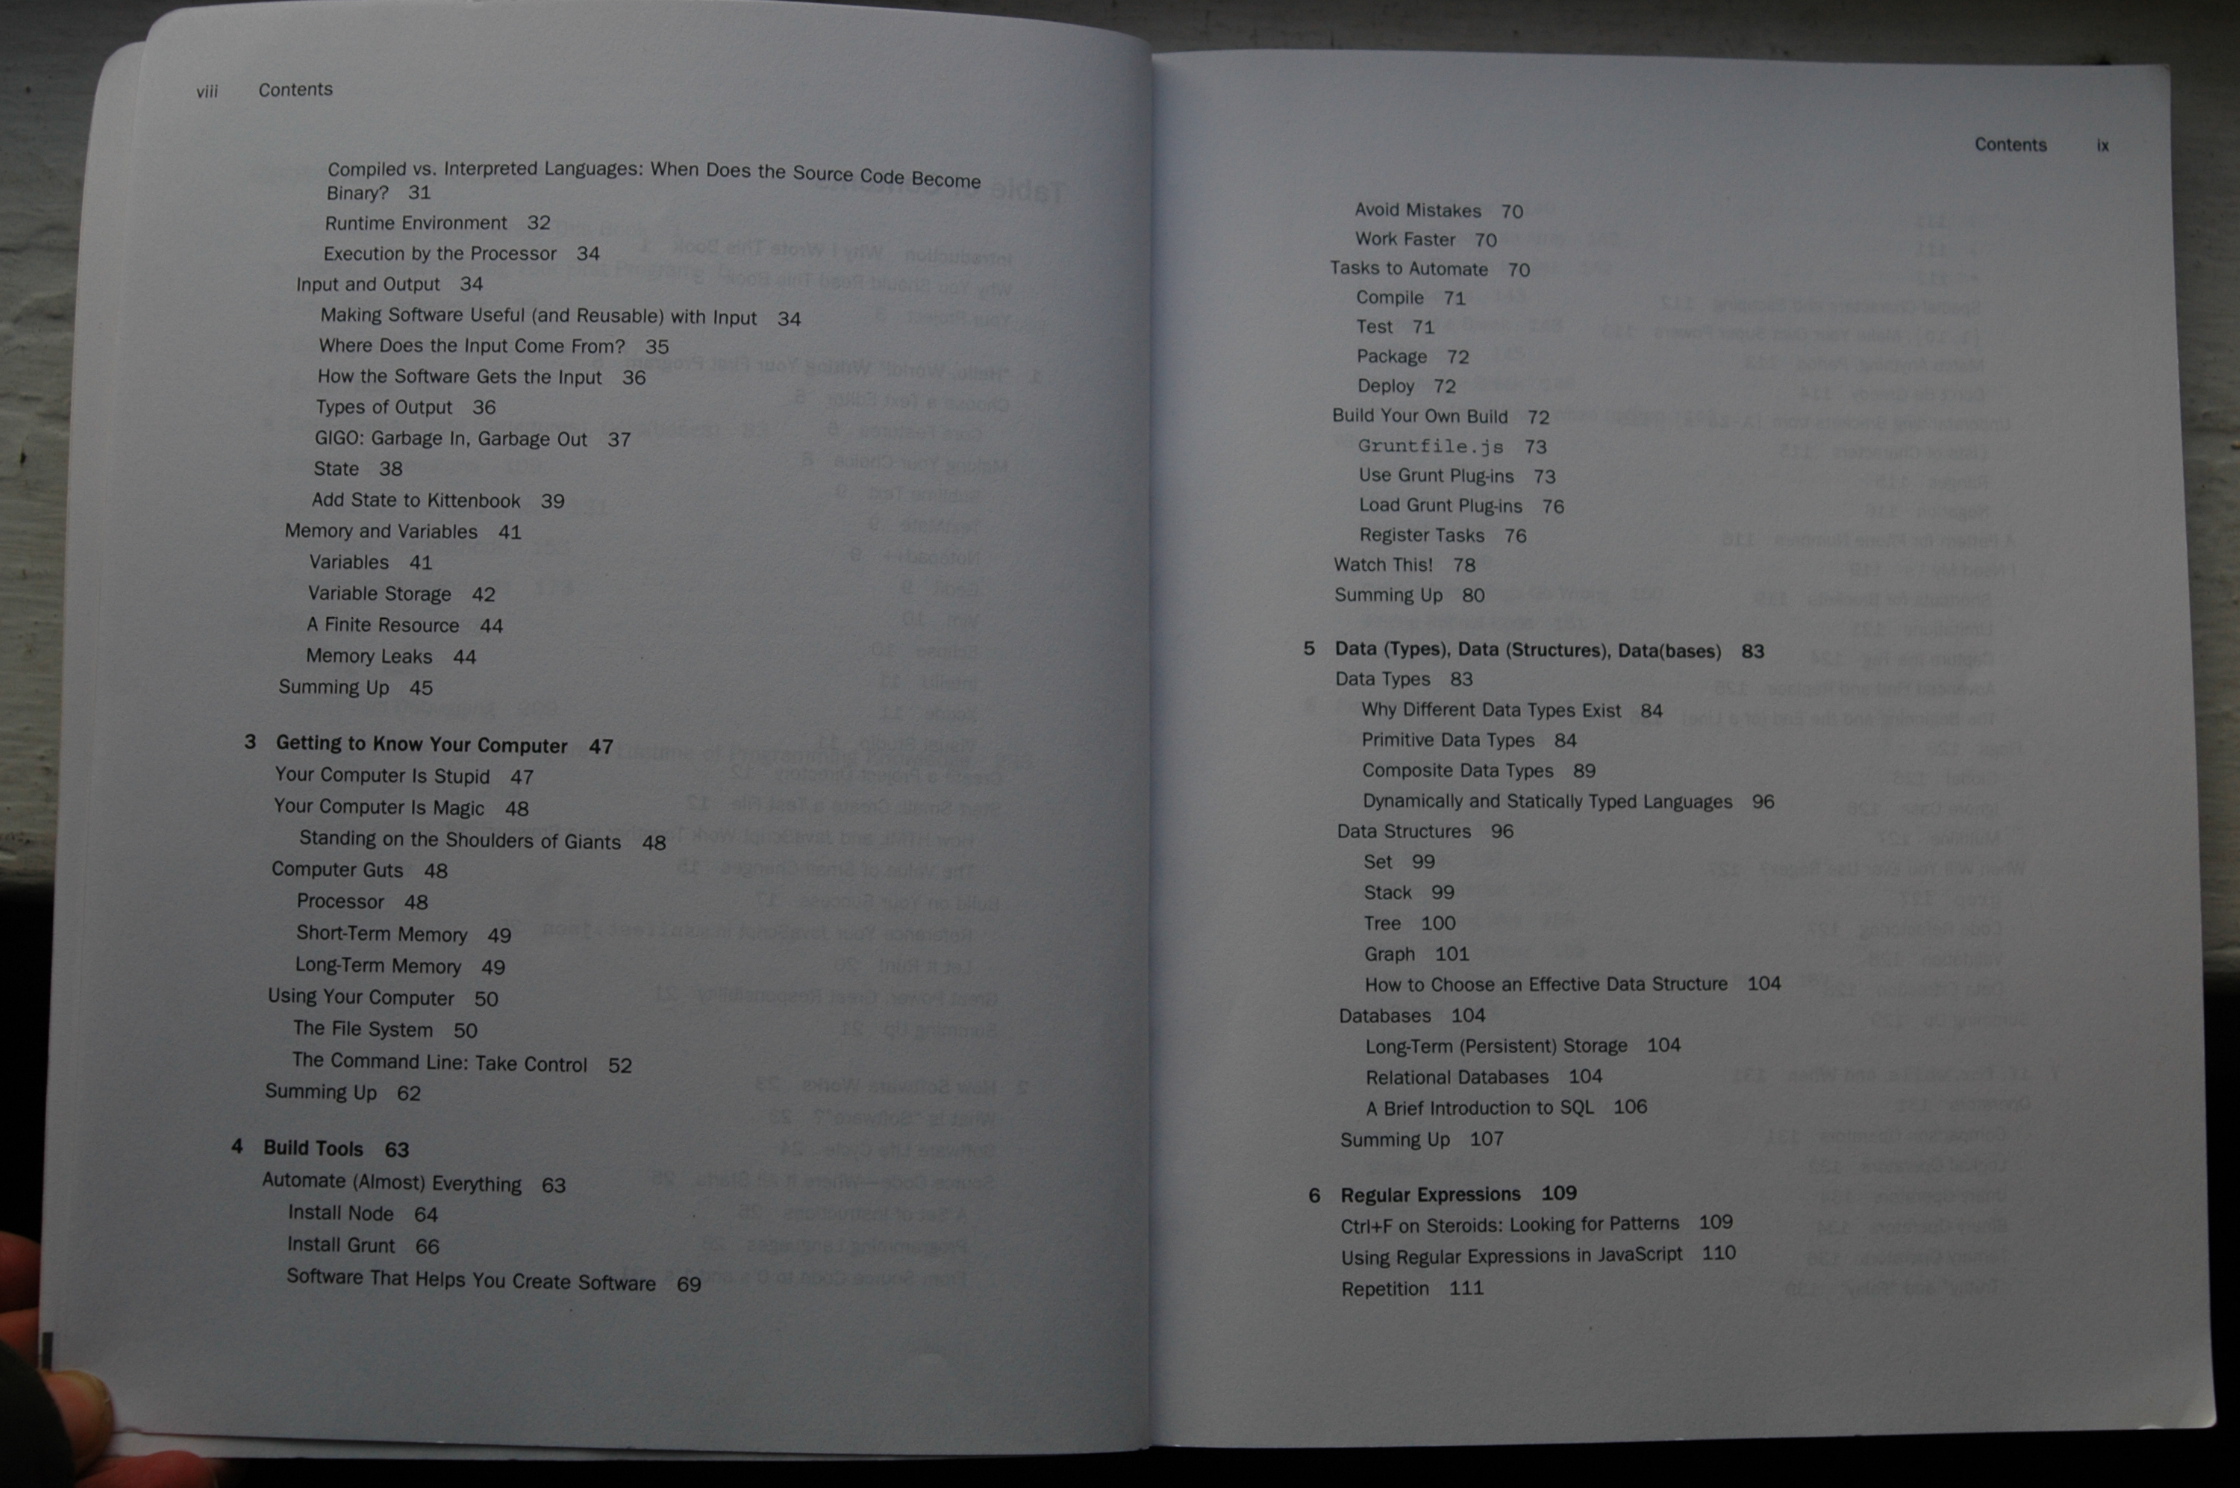 viii Contents
Compiled vs. Interpreted Languages: When Does the Source Code Become
Binary? 31
Runtime Environment 32
Execution by the Processor 34
Input and Output 34
Making Software Useful (and Reusable) with Input 34
Where Does the Input Come From? 35
How the Software Gets the Input 36
Types of Output 36
GIGO: Garbage In, Garbage Out 37
State 38
Add State to Kittenbook 39
Memory and Variables 41
Variables 41
Variable Storage 42
A Finite Resource 44
Memory Leaks 44
Summing Up 45
3 Getting to Know Your Computer 47
Your Computer Is Stupid 47
Your Computer Is Magic 48
Standing on the Shoulders of Giants 48
Computer Guts 48
Processor 48
Short-Term Memory 49
Long-Term Memory 49
Using Your Computer 50
The File System 50
The Command Line: Take Control 52
Summing Up 62
4 Build Tools 63
Automate (Almost) Everything 63
Install Node 64
Install Grunt 66
Software That Helps You Create Software 69
Contents ix
Avoid Mistakes 70
Work Faster 70
Tasks to Automate 70
Compile 71
Test 71
Package 72
Deploy 72
Build Your Own Build 72
Gruntfile.js 73
Use Grunt Plug-ins 73
Load Grunt Plug-ins 76
Register Tasks 76
Watch This! 78
Summing Up 80
5 Data (Types), Data (Structures), Data(bases) 83
Data Types 83
Why Different Data Types Exist 84
Primitive Data Types 84
Composite Data Types 89
Dynamically and Statically Typed Languages 96
Data Structures 96
Set 99
Stack 99
Tree 100
Graph 101
How to Choose an Effective Data Structure 104
Databases 104
Long-Term (Persistent) Storage 104
Relational Databases 104
A Brief Introduction to SQL 106
Summing Up 107
6 Regular Expressions 109
Ctrl+F on Steroids: Looking for Patterns 109
Using Regular Expressions in JavaScript 110
Repetition 111